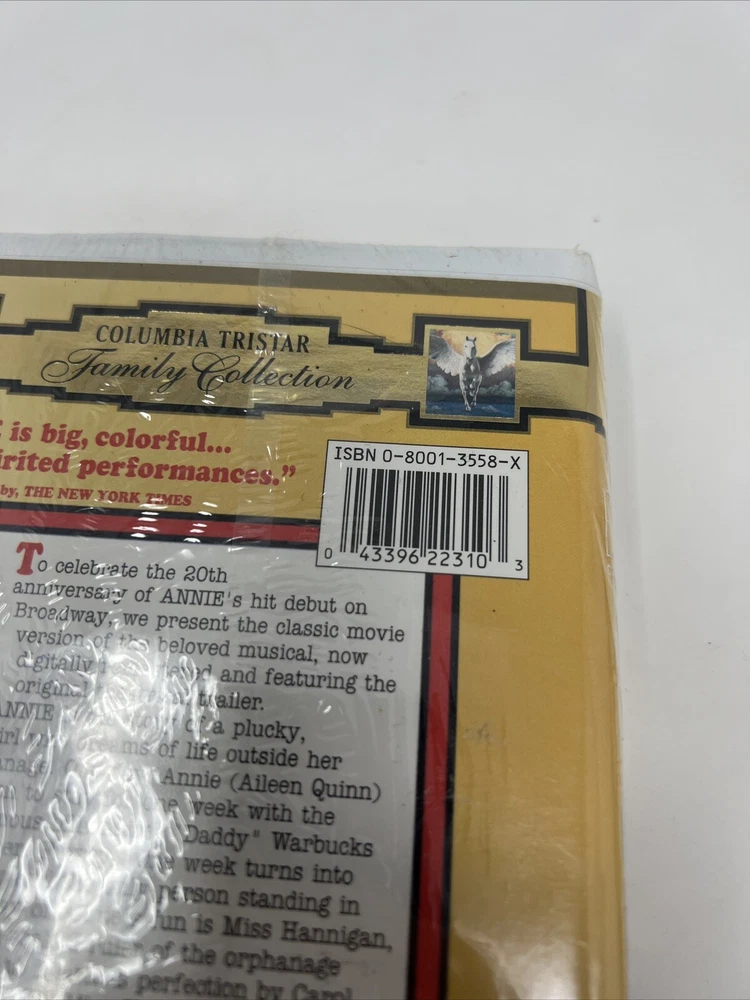 COLUMBIA TRISTAR
Family Collection
is big, colorful...
irited performances."
by, THE NEW YORK TIMES
ISBN 0-8001-3558-X
0 43396 22310 3
To celebrate the 20th
anniversary of ANNIE's hit debut on
Broadway, we present the classic movie
version of the beloved musical, now
digitally and featuring the
original trailer.
ANNIE of a plucky,
dreams of life outside her
Annie (Aileen Quinn)
week with the
Daddy" Warbucks
week turns into
person standing in
fun is Miss Hannigan,
of the orphanage
perfection by Carol